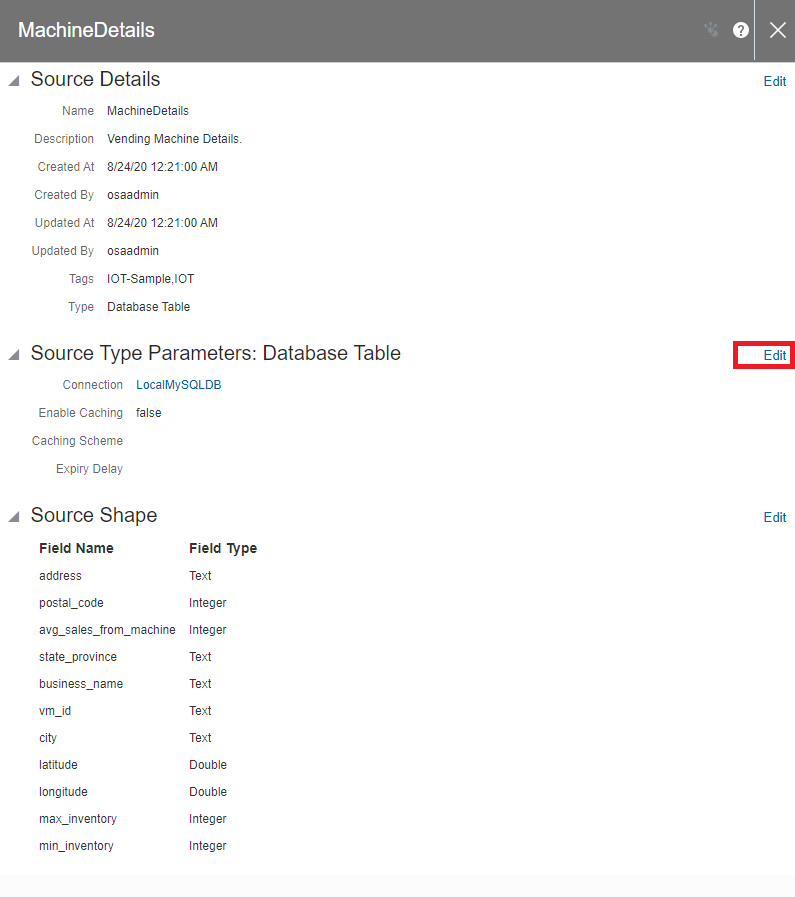 MachineDetails
Source Details Edit
Name MachineDetails
Description Vending Machine Details.
Created At 8/24/20 12:21:00 AM
Created By osaadmin
Updated At 8/24/20 12:21:00 AM
Updated By osaadmin
Tags IOT-Sample,IOT
Type Database Table
Source Type Parameters: Database Table Edit
Connection LocalMySQLDB
Enable Caching false
Caching Scheme
Expiry Delay
Source Shape Edit
Field Name Field Type
address Text
postal_code Integer
avg_sales_from_machine Integer
state_province Text
business_name Text
vm_id Text
city Text
latitude Double
longitude Double
max_inventory Integer
min_inventory Integer